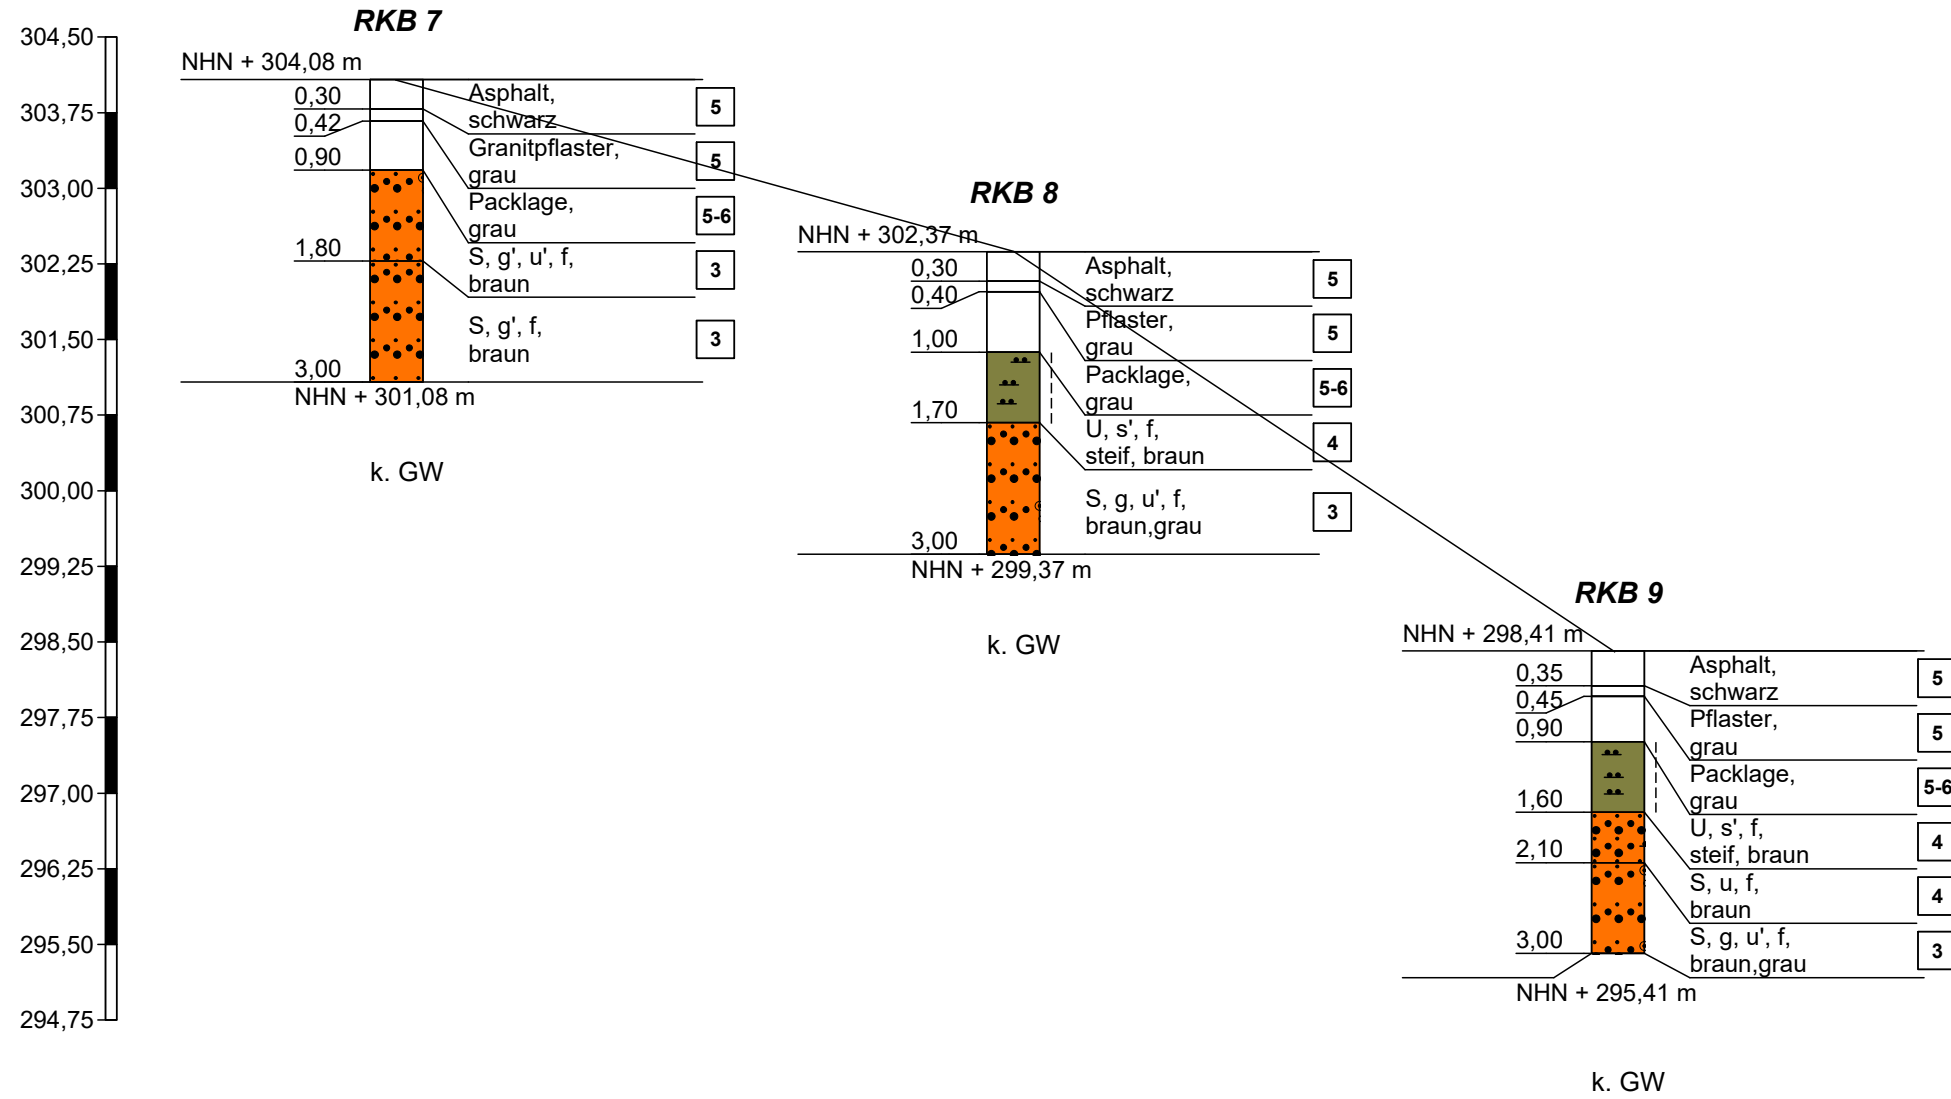 304,50
303,75
303,00
302,25
301,50
300,75
300,00
299,25
298,50
297,75
297,00
296,25
295,50
294,75
RKB 7
NHN + 304,08 m
0,30
0,42
0,90
1,80
3,00
NHN + 301,08 m
Asphalt,
schwarz
5
Granitpflaster,
grau
5
Packlage,
grau
5-6
S, g', u', f,
braun
3
S, g', f,
braun
3
k. GW
RKB 8
NHN + 302,37 m
0,30
0,40
1,00
1,70
3,00
NHN + 299,37 m
Asphalt,
schwarz
5
Pflaster,
grau
5
Packlage,
grau
5-6
U, s', f,
steif, braun
4
S, g, u', f,
braun,grau
3
k. GW
RKB 9
NHN + 298,41 m
0,35
0,45
0,90
1,60
2,10
3,00
NHN + 295,41 m
Asphalt,
schwarz
5
Pflaster,
grau
5
Packlage,
grau
5-6
U, s', f,
steif, braun
4
S, u, f,
braun
4
S, g, u', f,
braun,grau
3
k. GW